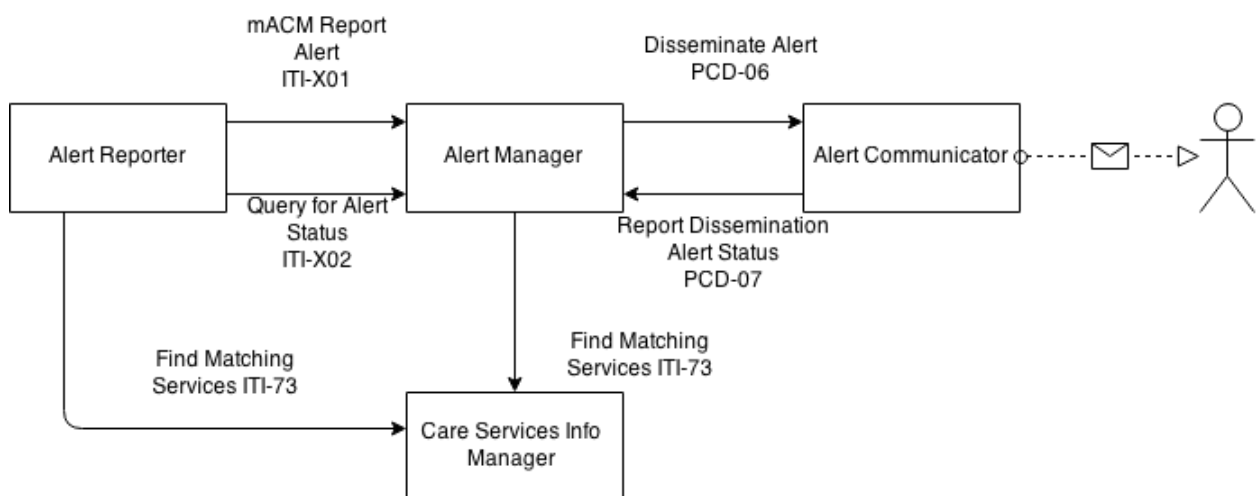 mACM Report
Alert
ITI-X01
Disseminate Alert
PCD-06
Alert Reporter
Alert Manager
Alert Communicator
Query for Alert
Status
ITI-X02
Report Dissemination
Alert Status
PCD-07
Find Matching
Services ITI-73
Find Matching
Services ITI-73
Care Services Info
Manager